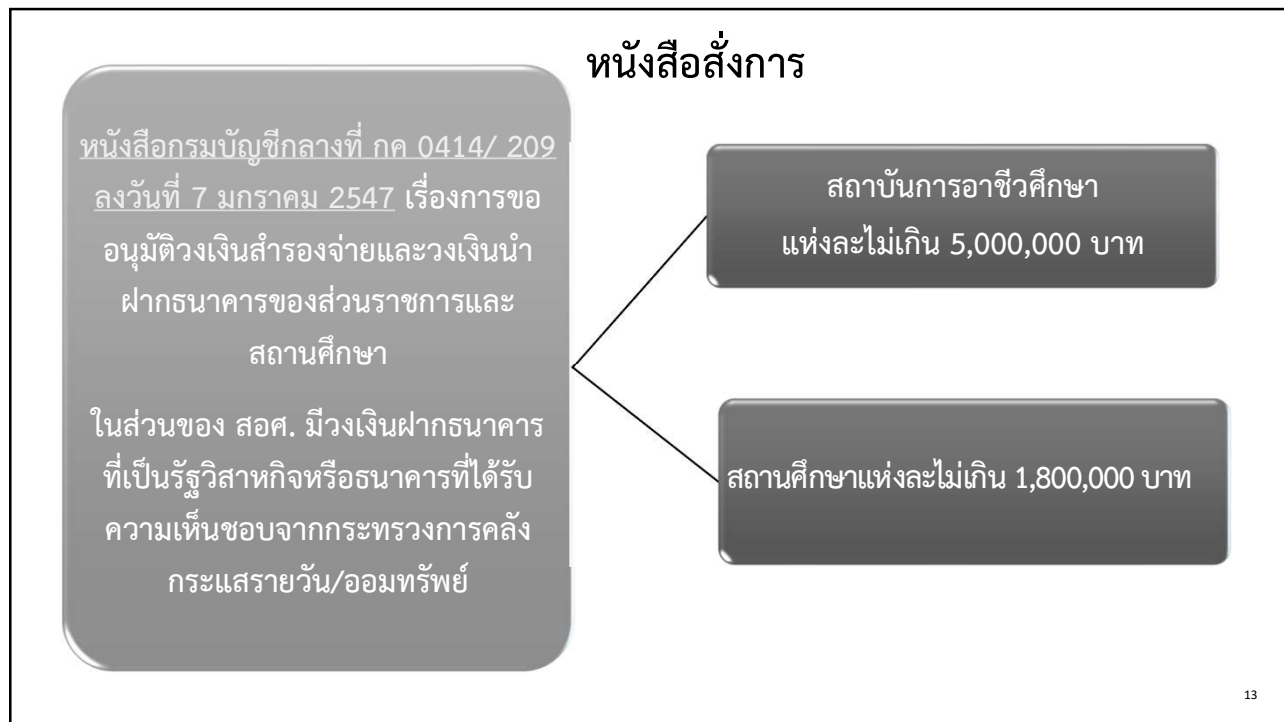 หนังสือสั่งการ
หนังสือกรมบัญชีกลางที่ กค 0414/ 209
ลงวันที่ 7 มกราคม 2547 เรื่องการขอ
อนุมัติวงเงินสำรองจ่ายและวงเงินนำ
ฝากธนาคารของส่วนราชการและ
สถานศึกษา
ในส่วนของ สอศ. มีวงเงินฝากธนาคาร
ที่เป็นรัฐวิสาหกิจหรือธนาคารที่ได้รับ
ความเห็นชอบจากกระทรวงการคลัง
กระแสรายวัน/ออมทรัพย์
สถาบันการอาชีวศึกษา
แห่งละไม่เกิน 5,000,000 บาท
สถานศึกษาแห่งละไม่เกิน 1,800,000 บาท
13